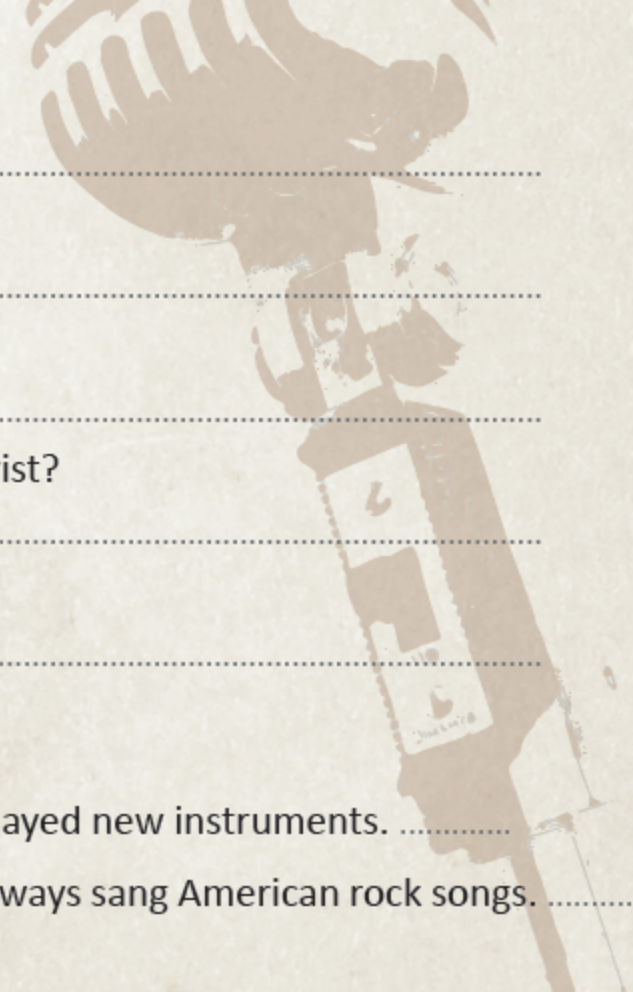 ist?
ayed new instruments. ............
ways sang American rock songs. ..........